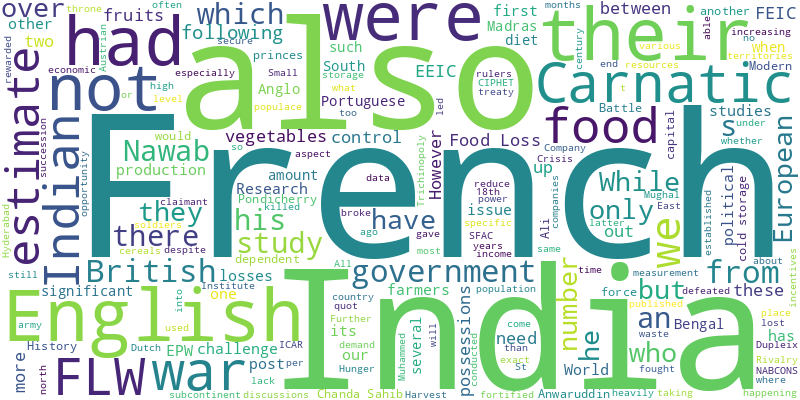 over
fruits
other
two
had
which
following
were
such
South
storage
too
princes
Austrian
secure
rewarded
economic
especially
Small
Anglo
what
populace
throne
often
months
also
their
first
Madras
diet
between
another
able
FEIC
increasing
no
when
rulers
CIPHET
treaty
century
end
various
territories
resources
Modern
Battle
EEIC
Portuguese
led
not
high
level
succession
or
estimate
Indian
opportunity
Nawab
production
would
vegetables
control
Food Loss
However
Carnatic
food
t
s
studies
under
whether
capital
political
cold storage
European
French
amount
aspect
so
Research
Pondicherry
killed
data
have
up
issue
specific
reduce
18th
power
SFAC
years
income
Crisis
Company
While
Mughal
East
only
out
companies
latter
Ali
Trichinopoly
they
there
his
study
claimant
soldiers
cereals
despite
dependent
broke
ago
gave
most
All
we
established
about
from
Hyderabad
still
British
losses
significant
Institute
one
into
used
government
farmers
quot
country
population
same
time
measurement
force
defeated
but
these
incentives
army
English
India
number
an
Bengal
published
has
place
lost
Dupleix
waste
who
more
History
EPW
challenge
ICAR
Further
its
demand
Muhammed
several
possessions
need
come
than
will
exact
conducted
St
he
World
Rivalry
NABCONS
where
fought
FLW
war
Dutch
post
per
our
Hunger
lack
north
subcontinent
discussions
Chanda Sahib
Harvest
fortified
Anwaruddin
heavily
taking
happening